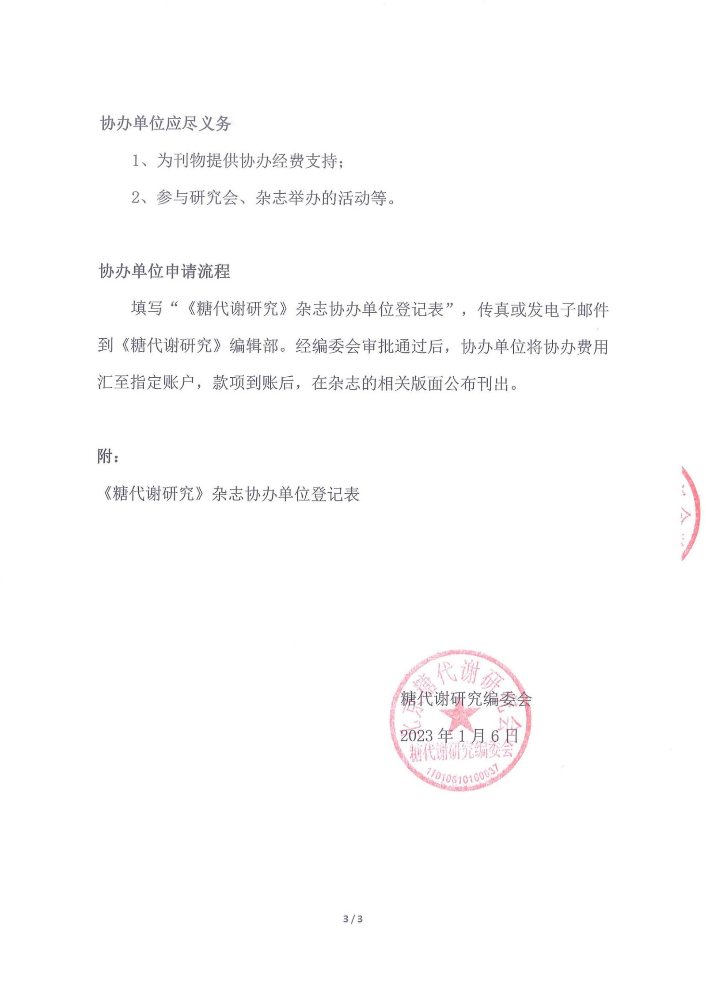 协办单位应尽义务
1、为刊物提供协办经费支持；
2、参与研究会、杂志举办的活动等。
协办单位申请流程
填写“《糖代谢研究》杂志协办单位登记表”，传真或发电子邮件
到《糖代谢研究》编辑部。经编委会审批通过后，协办单位将协办费用
汇至指定账户，款项到账后，在杂志的相关版面公布刊出。
附：
《糖代谢研究》杂志协办单位登记表
北京糖代谢研究会
糖代谢研究编委会
2023 年 1 月 6 日
糖代谢研究编委会
11010510160037
3 / 3